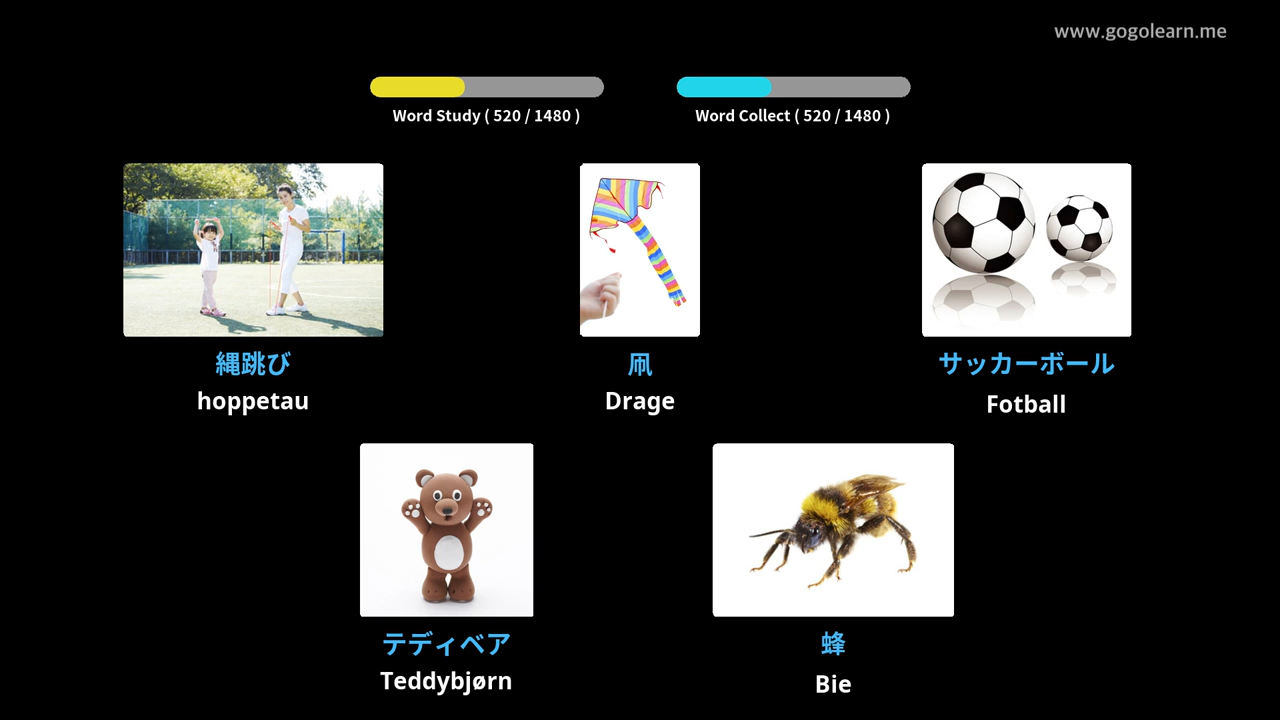 www.gogolearn.me
Word Study ( 520 / 1480 )
Word Collect ( 520 / 1480 )
縄跳び
凧
サッカーボール
hoppetau
Drage
Fotball
テディベア
蜂
Teddybjørn
Bie